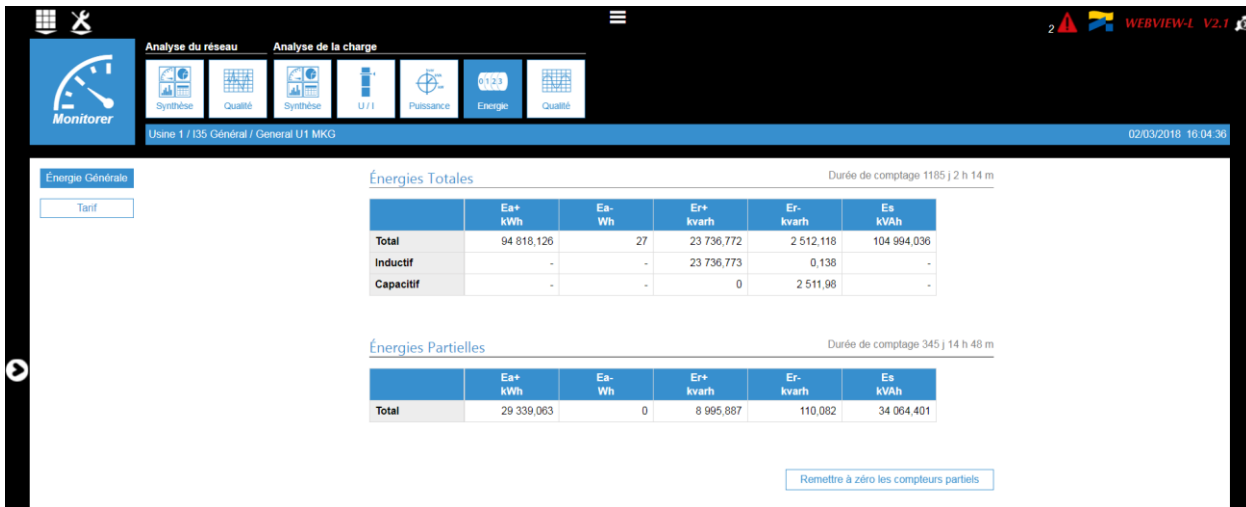 2 WEBVIEW-L V2.1
Analyse du réseau Analyse de la charge
Synthèse Qualité Synthèse U / I Puissance 0 1 2 3 Energie Qualité
Monitorer
Usine 1 / I35 Général / General U1 MKG 02/03/2018 16:04:36
Énergie Générale
Tarif
Énergies Totales Durée de comptage 1185 j 2 h 14 m
Ea+ Ea- Er+ Er- Es
kWh Wh kvarh kvarh kVAh
Total 94 818,126 27 23 736,772 2 512,118 104 994,036
Inductif - - 23 736,773 0,138 -
Capacitif - - 0 2 511,98 -
Énergies Partielles Durée de comptage 345 j 14 h 48 m
Ea+ Ea- Er+ Er- Es
kWh Wh kvarh kvarh kVAh
Total 29 339,063 0 8 995,887 110,082 34 064,401
Remettre à zéro les compteurs partiels